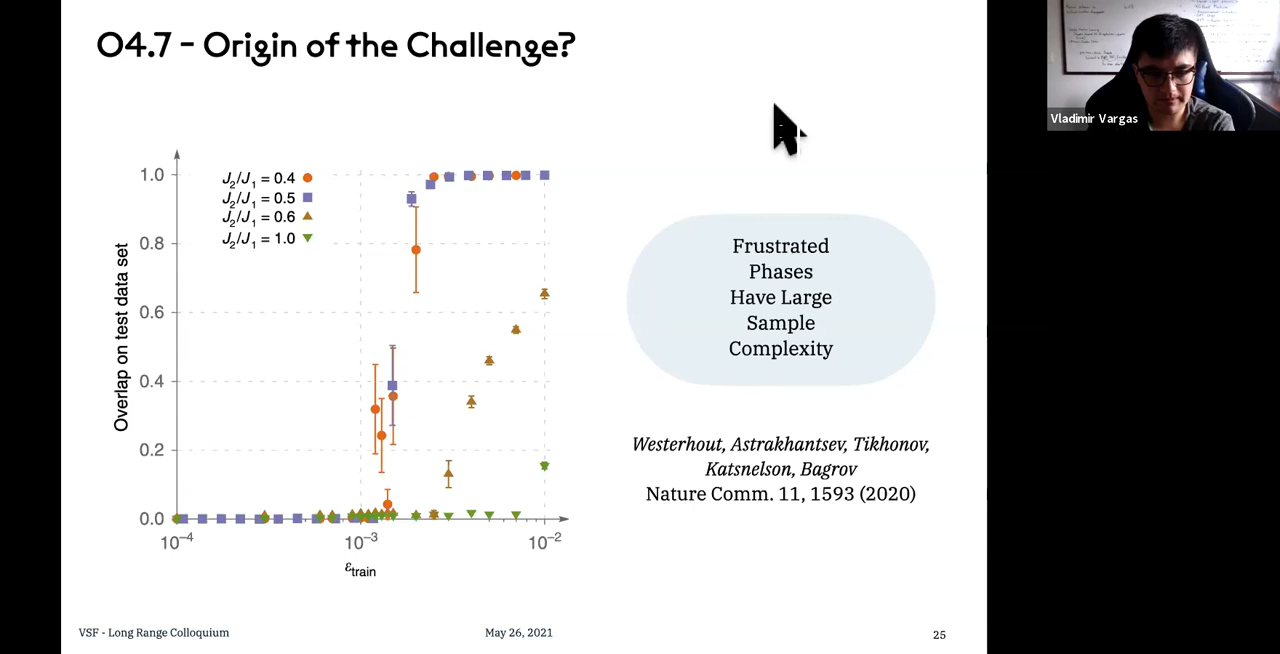 O4.7 - Origin of the Challenge?
Vladimir Vargas
J2/J1 = 0.4
J2/J1 = 0.5
J2/J1 = 0.6
J2/J1 = 1.0
Overlap on test data set
1.0
0.8
0.6
0.4
0.2
0.0
10−4
10−3
10−2
εtrain
Frustrated
Phases
Have Large
Sample
Complexity
Westerhout, Astrakhantsev, Tikhonov,
Katsnelson, Bagrov
Nature Comm. 11, 1593 (2020)
VSF - Long Range Colloquium
May 26, 2021
25